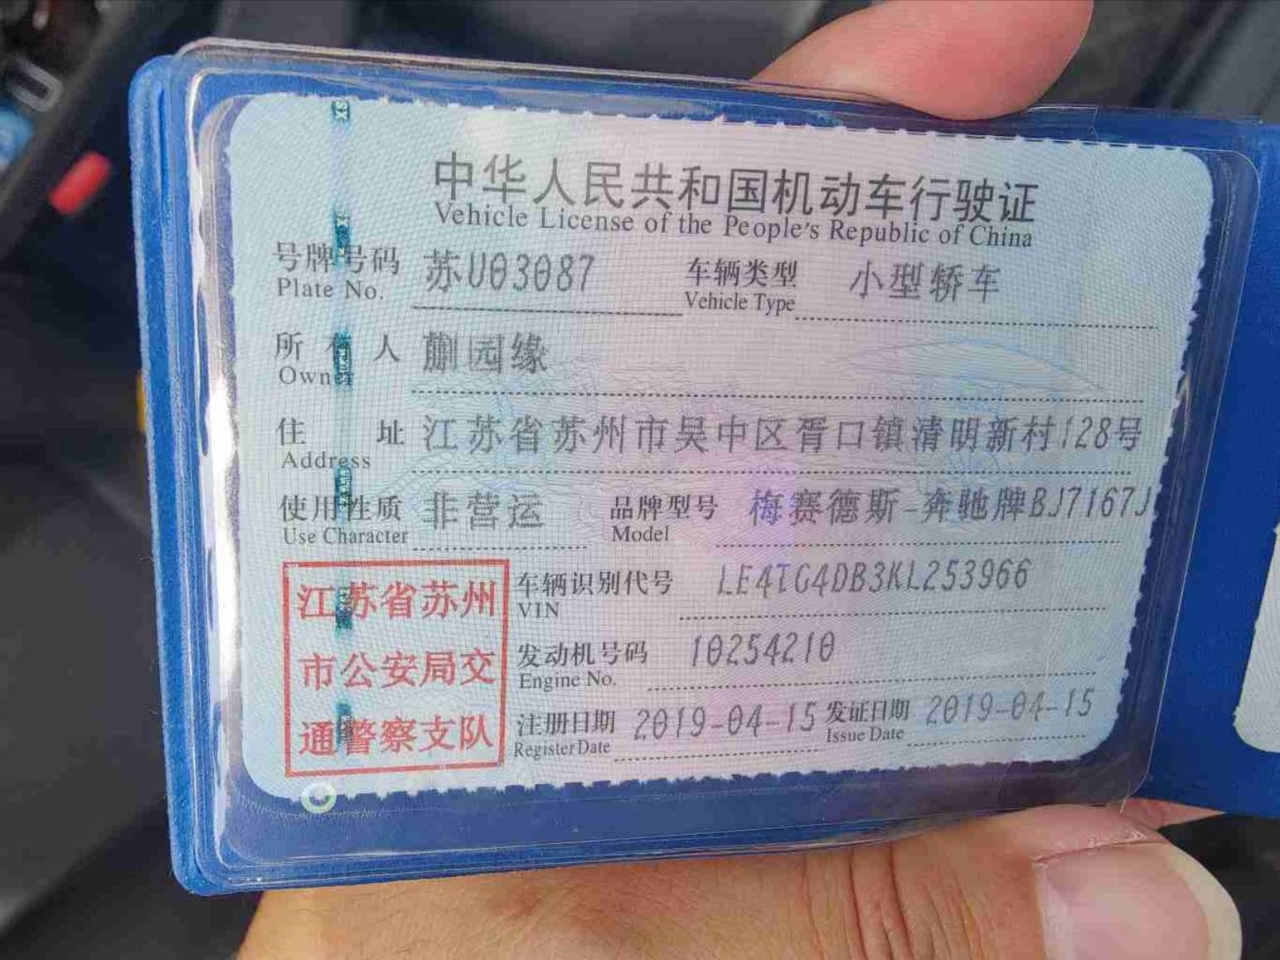 中华人民共和国机动车行驶证
Vehicle License of the People's Republic of China
号牌号码 苏U03087 车辆类型 小型轿车
Plate No. Vehicle Type
所有人 蒯园缘
Owner
住址 江苏省苏州市吴中区胥口镇清明新村128号
Address
使用性质 非营运 品牌型号 梅赛德斯-奔驰牌BJ7167J
Use Character Model
江苏省苏州
市公安局交
通警察支队
车辆识别代号 LE4TG4DB3KL253966
VIN
发动机号码 10254210
Engine No.
注册日期 2019-04-15 发证日期 2019-04-15
Register Date Issue Date